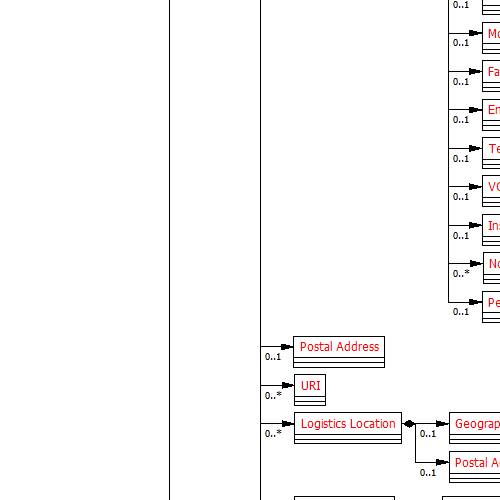 0..1
Mo
0..1
Fa
0..1
Em
0..1
Te
0..1
VO
0..1
Ins
0..1
No
0..*
Pe
0..1
Postal Address
0..1
URI
0..*
Logistics Location
0..*
Geograp
0..1
Postal Ad
0..1